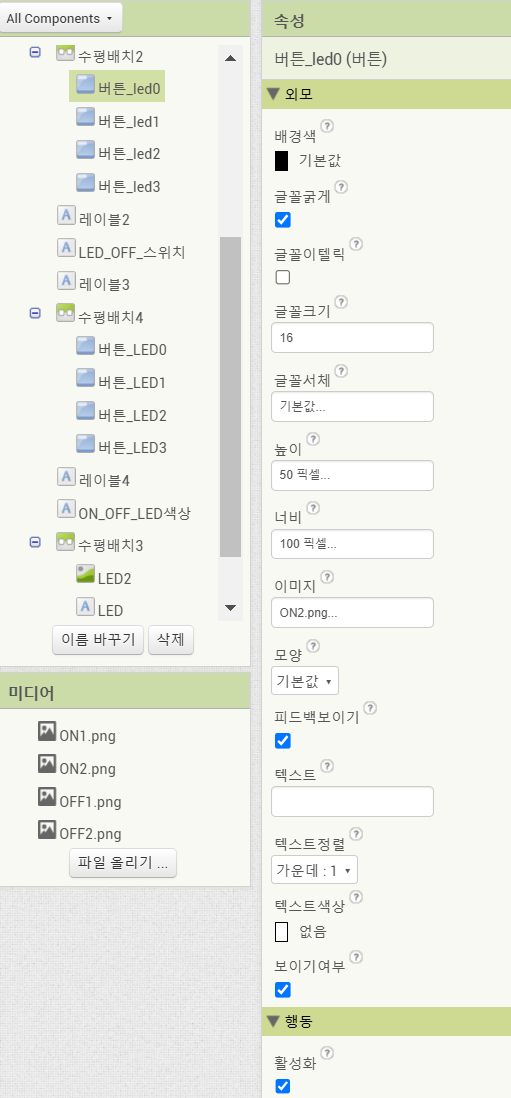 All Components
수평배치2
버튼_led0
버튼_led1
버튼_led2
버튼_led3
레이블2
LED_OFF_스위치
레이블3
수평배치4
버튼_LED0
버튼_LED1
버튼_LED2
버튼_LED3
레이블4
ON_OFF_LED색상
수평배치3
LED2
LED
이름 바꾸기 삭제
미디어
ON1.png
ON2.png
OFF1.png
OFF2.png
파일 올리기 ...
속성
버튼_led0 (버튼)
외모
배경색
기본값
글꼴굵게
글꼴이텔릭
글꼴크기
16
글꼴서체
기본값...
높이
50 픽셀...
너비
100 픽셀...
이미지
ON2.png...
모양
기본값
피드백보이기
텍스트
텍스트정렬
가운데 : 1
텍스트색상
없음
보이기여부
행동
활성화